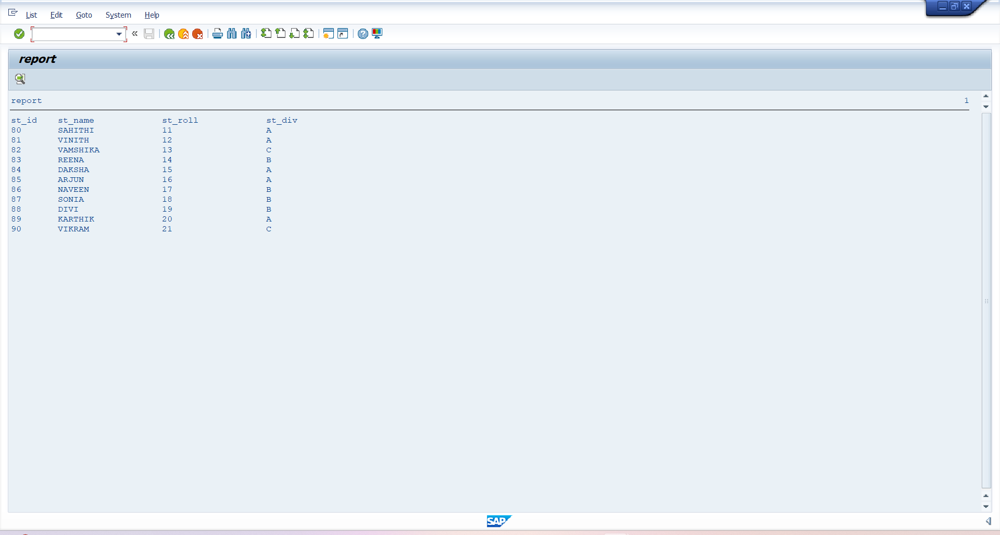 List Edit Goto System Help
report
report 1
st_id st_name st_roll st_div
80 SAHITHI 11 A
81 VINITH 12 A
82 VAMSHIKA 13 C
83 REENA 14 B
84 DAKSHA 15 A
85 ARJUN 16 A
86 NAVEEN 17 B
87 SONIA 18 B
88 DIVI 19 B
89 KARTHIK 20 A
90 VIKRAM 21 C
SAP